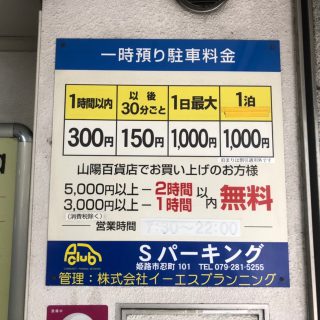 一時預り駐車料金
1時間以内 以後30分ごと 1日最大 1泊
300円 150円 1,000円 1,000円
山陽百貨店でお買い上げのお方様
5,000円以上ー2時間以内無料
3,000円以上ー1時間
(消費税除く)
営業時間 7:30〜22:00
club
Sパーキング
姫路市忍町 101 TEL 079-281-5255
管理：株式会社イーエスプランニング